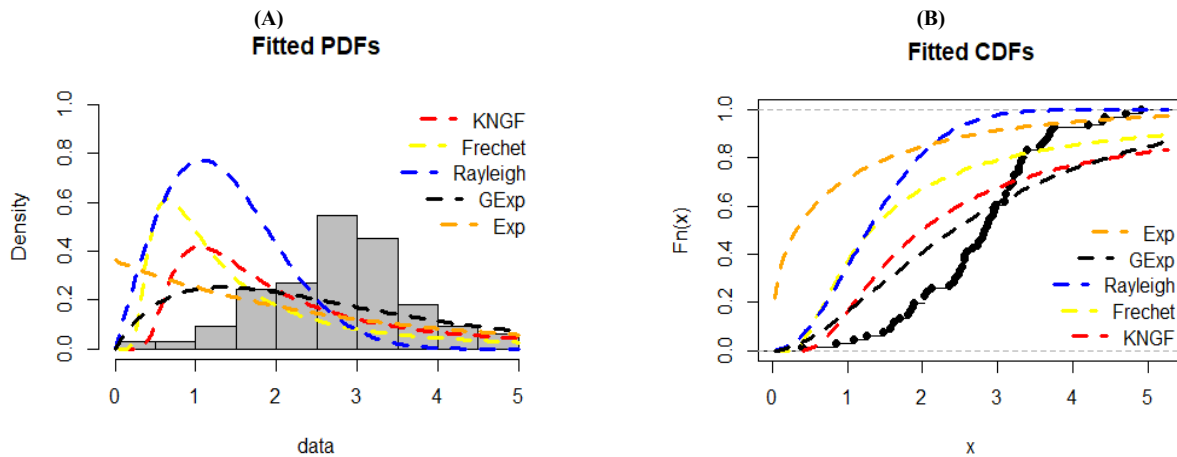 (A)
Fitted PDFs
Density
0.0 0.2 0.4 0.6 0.8 1.0
KNGF
Frechet
Rayleigh
GExp
Exp
0 1 2 3 4 5
data
(B)
Fitted CDFs
Fn(x)
0.0 0.2 0.4 0.6 0.8 1.0
Exp
GExp
Rayleigh
Frechet
KNGF
0 1 2 3 4 5
x